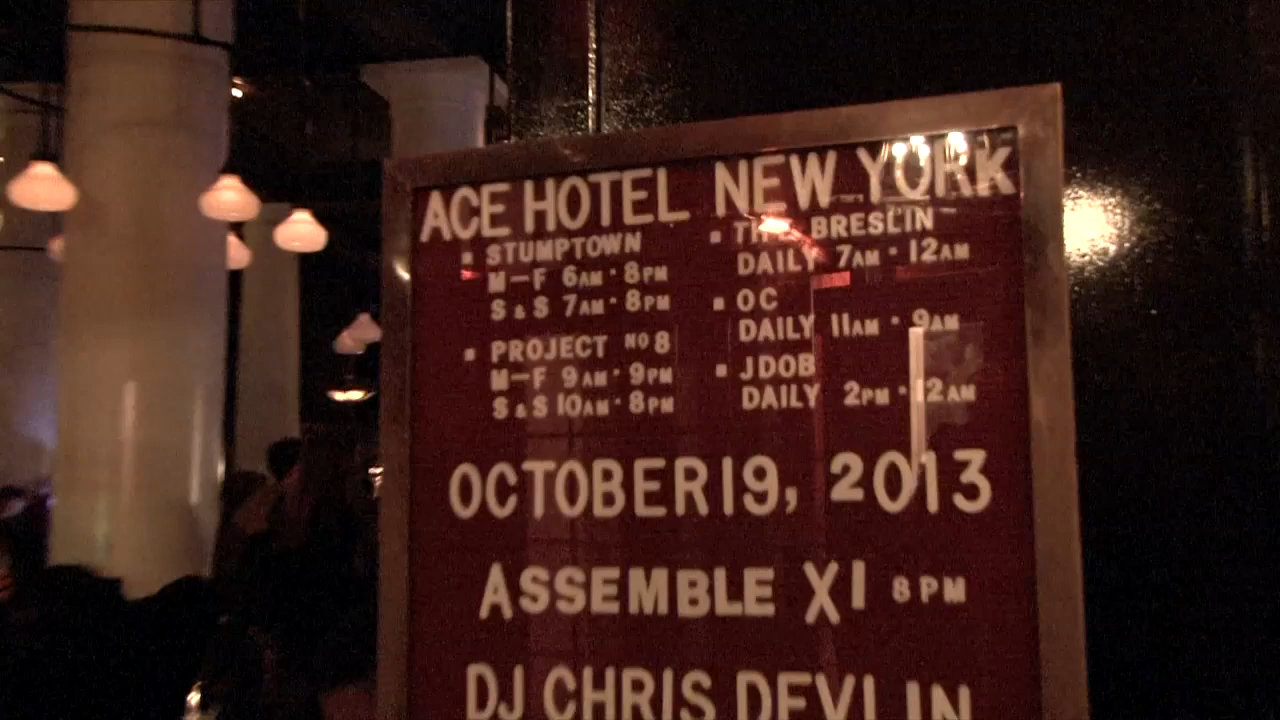 ACE HOTEL NEW YORK
▪ STUMPTOWN
M-F 6AM·8PM
S & S 7AM·8PM
▪ PROJECT NO 8
M-F 9AM·9PM
S & S 10AM·8PM
▪ THE BRESLIN
DAILY 7AM·12AM
▪ OC
DAILY 11AM·9AM
▪ JDOB
DAILY 2PM·12AM
OCTOBER 19, 2013
ASSEMBLE XI 8PM
DJ CHRIS DEVLIN